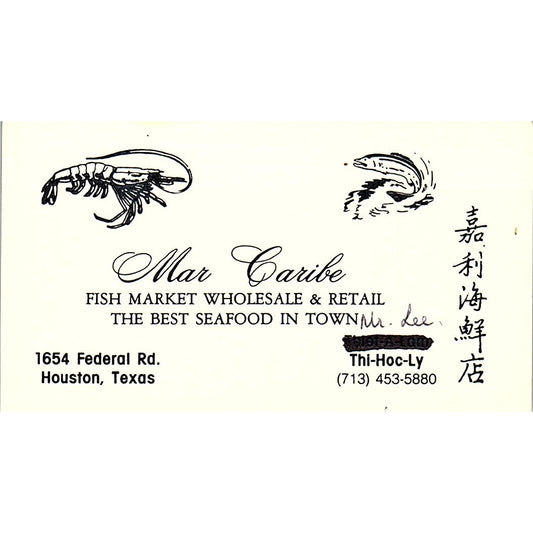 Mar Caribe
FISH MARKET WHOLESALE & RETAIL
THE BEST SEAFOOD IN TOWN
Mr. Lee.
1654 Federal Rd.
Houston, Texas
Thi-Hoc-Ly
(713) 453-5880
嘉利海鮮店